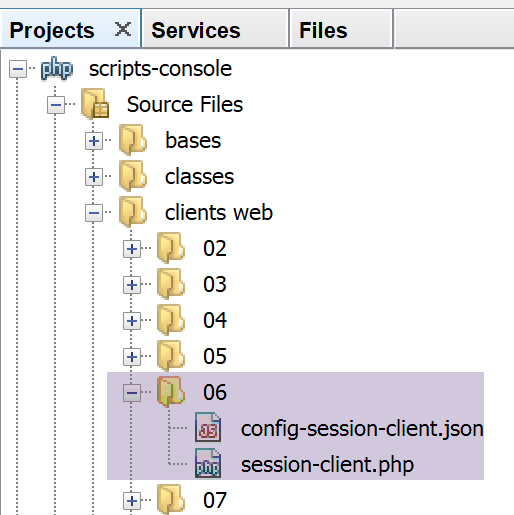 Projects Services Files
php scripts-console
Source Files
bases
classes
clients web
02
03
04
05
06
JS config-session-client.json
php session-client.php
07